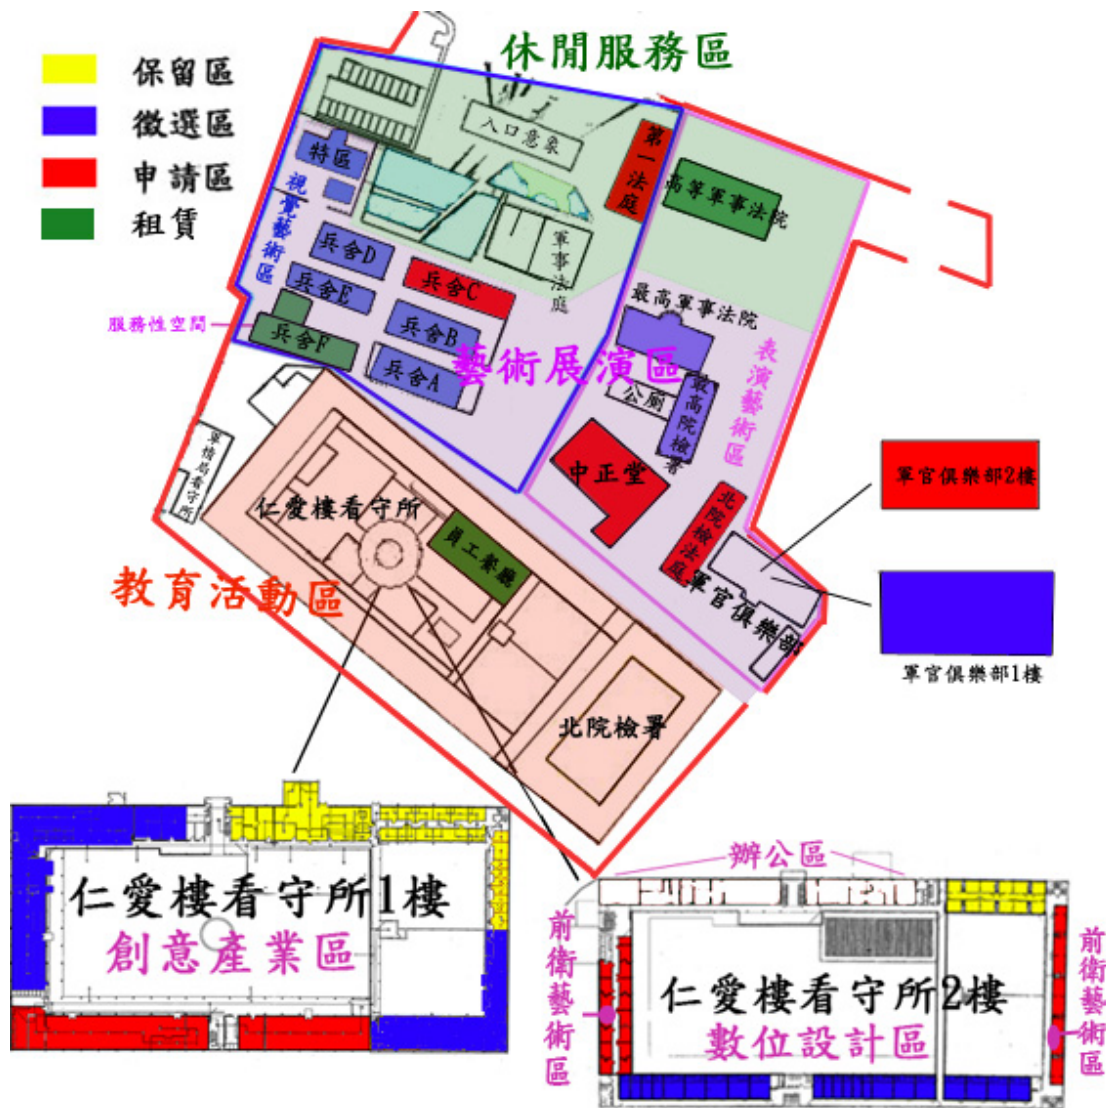 保留區
徵選區
申請區
租賃
休閒服務區
入口意象
第一法庭
高等軍事法院
特區
視覺藝術區
兵舍D
兵舍E
兵舍C
兵舍B
兵舍F
兵舍A
軍事法庭
服務性空間
最高軍事法院
藝術展演區
公廁
最高院檢署
表演藝術區
中正堂
北院檢法庭
軍官俱樂部2樓
軍官俱樂部
軍官俱樂部1樓
軍情局看守所
仁愛樓看守所
員工餐廳
教育活動區
北院檢署
仁愛樓看守所1樓
創意產業區
辦公區
前衛藝術區
仁愛樓看守所2樓
數位設計區
前衛藝術區